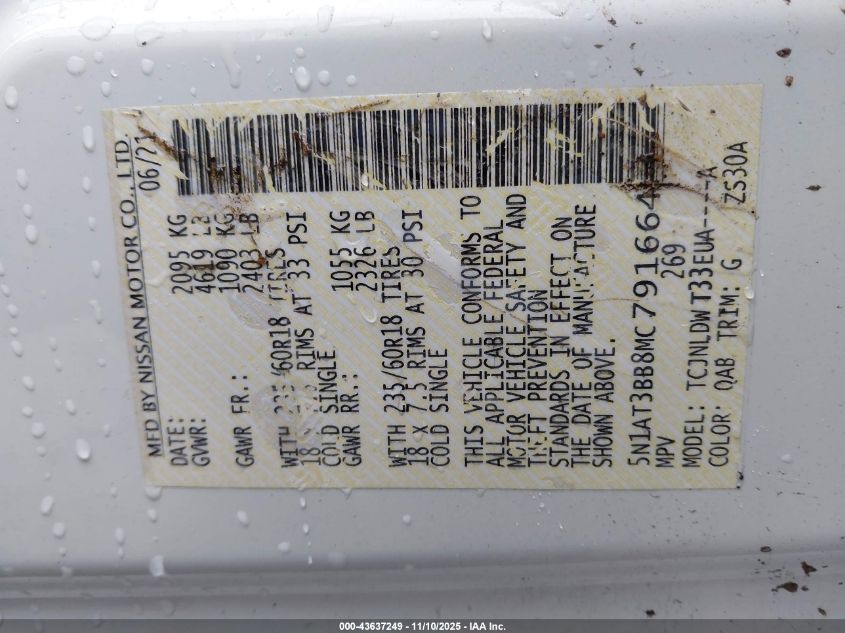 MFD BY NISSAN MOTOR CO., LTD.
DATE: 06/21
GVWR: 2095 KG
4619 LB
GAWR FR.: 1090 KG
2403 LB
WITH 235/60R18 TIRES
18 RIMS AT 33 PSI
COLD SINGLE
GAWR RR.: 1055 KG
2326 LB
WITH 235/60R18 TIRES
18 X 7.5 RIMS AT 30 PSI
COLD SINGLE
THIS VEHICLE CONFORMS TO
ALL APPLICABLE FEDERAL
MOTOR VEHICLE SAFETY AND
THEFT PREVENTION
STANDARDS IN EFFECT ON
THE DATE OF MANUFACTURE
SHOWN ABOVE.
5N1AT3BB8MC791664
MPV 269
MODEL: TCJNLDWT33EUA-----A
COLOR: QAB TRIM: G ZS30A
000-43637249 - 11/10/2025 - IAA Inc.